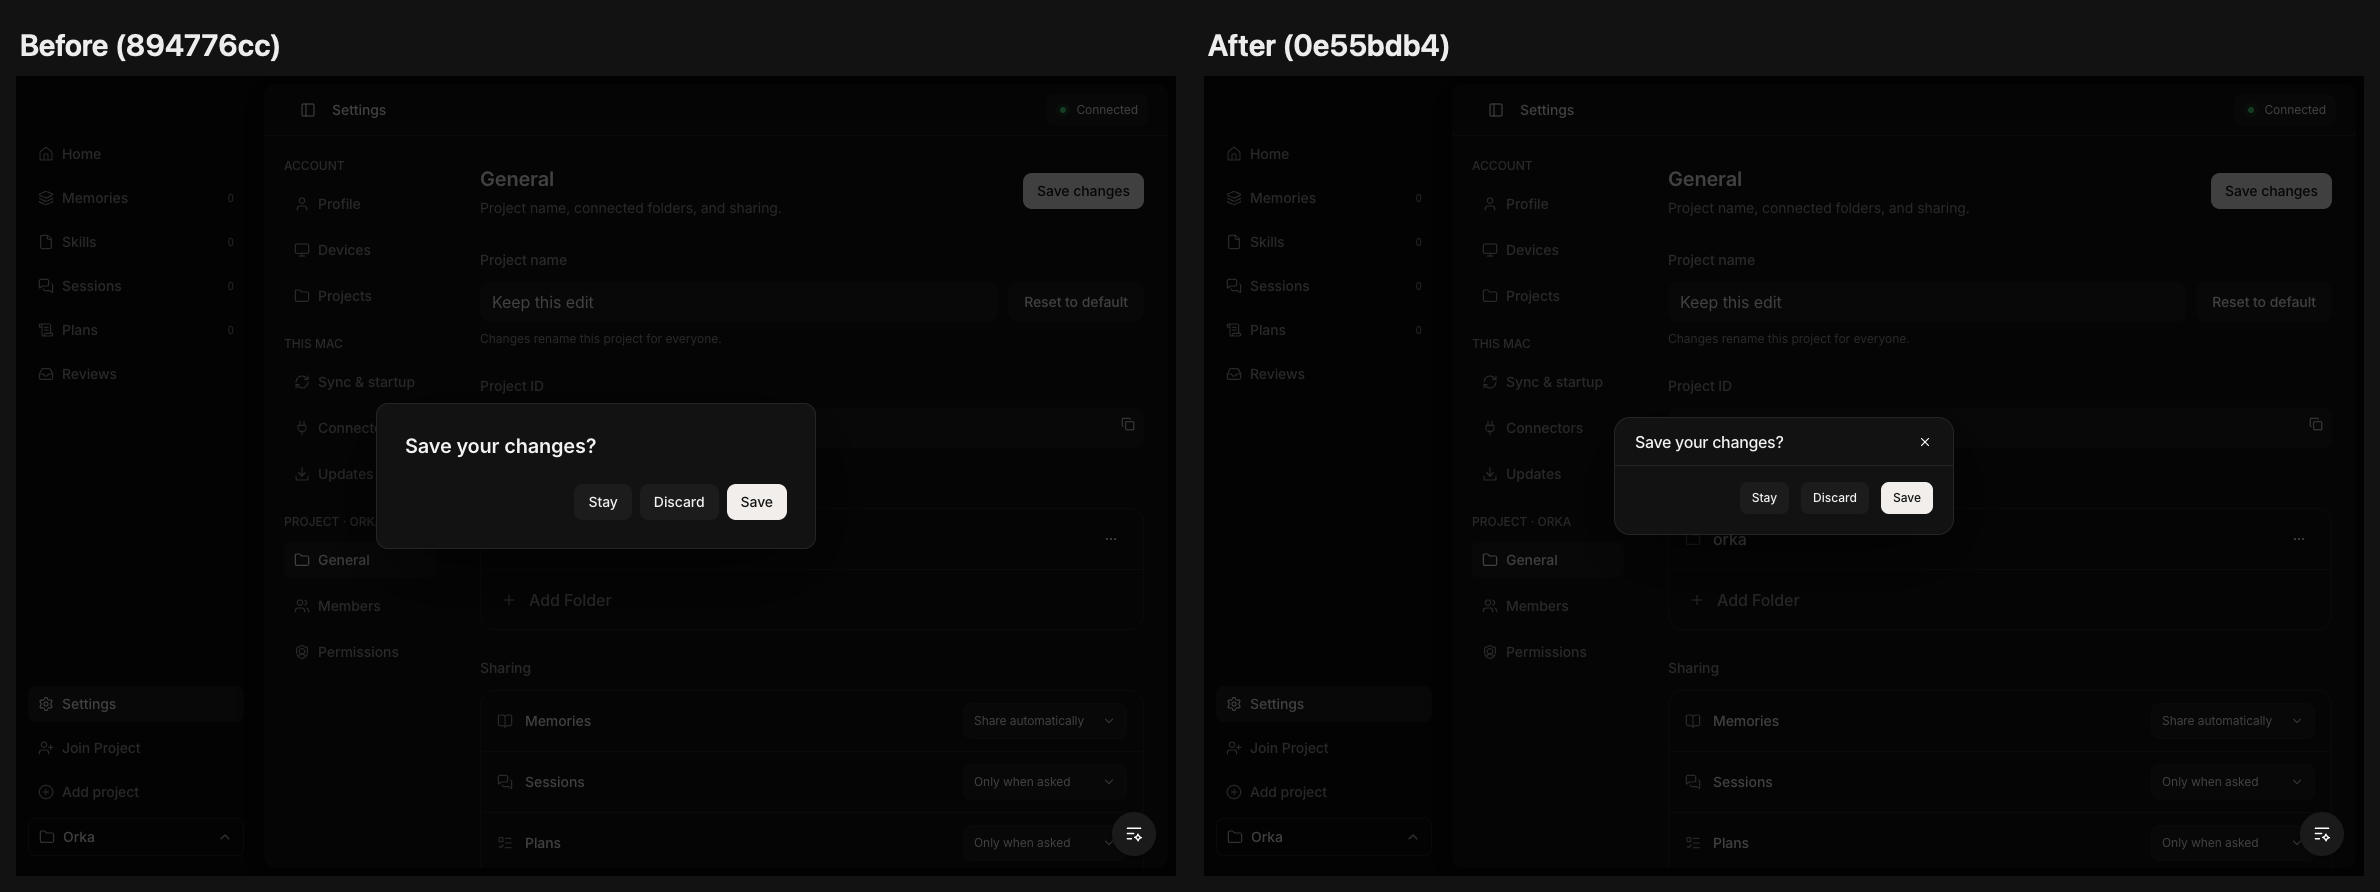 Before (894776cc)
Settings
Connected
Home
Memories 0
Skills 0
Sessions 0
Plans 0
Reviews
Settings
Join Project
Add project
Orka
ACCOUNT
Profile
Devices
Projects
THIS MAC
Sync & startup
Connect
Updates
PROJECT · ORK
General
Members
Permissions
General
Project name, connected folders, and sharing.
Save changes
Project name
Keep this edit
Reset to default
Changes rename this project for everyone.
Project ID
Save your changes?
Stay Discard Save
Add Folder
Sharing
Memories Share automatically
Sessions Only when asked
Plans Only when asked
After (0e55bdb4)
Settings
Connected
Home
Memories 0
Skills 0
Sessions 0
Plans 0
Reviews
Settings
Join Project
Add project
Orka
ACCOUNT
Profile
Devices
Projects
THIS MAC
Sync & startup
Connectors
Updates
PROJECT · ORKA
General
Members
Permissions
General
Project name, connected folders, and sharing.
Save changes
Project name
Keep this edit
Reset to default
Changes rename this project for everyone.
Project ID
Save your changes?
Stay Discard Save
orka
Add Folder
Sharing
Memories Share automatically
Sessions Only when asked
Plans Only when asked